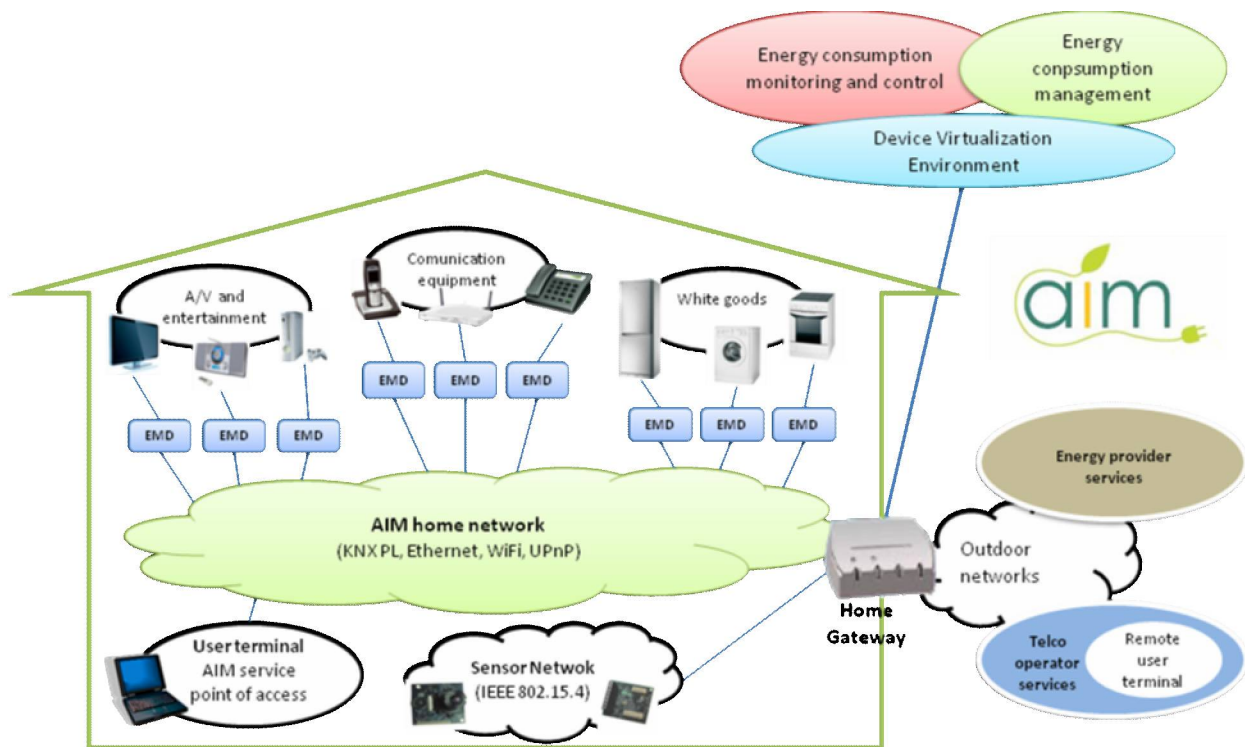 Energy consumption
monitoring and control
Energy
conpsumption
management
Device Virtualization
Environment
Comunication
equipment
A/V and
entertainment
White goods
aim
EMD
EMD
EMD
EMD
EMD
EMD
EMD
EMD
EMD
Energy provider
services
AIM home network
(KNX PL, Ethernet, WiFi, UPnP)
Outdoor
networks
Home
Gateway
User terminal
AIM service
point of access
Sensor Netwok
(IEEE 802.15.4)
Telco
operator
services
Remote
user
terminal